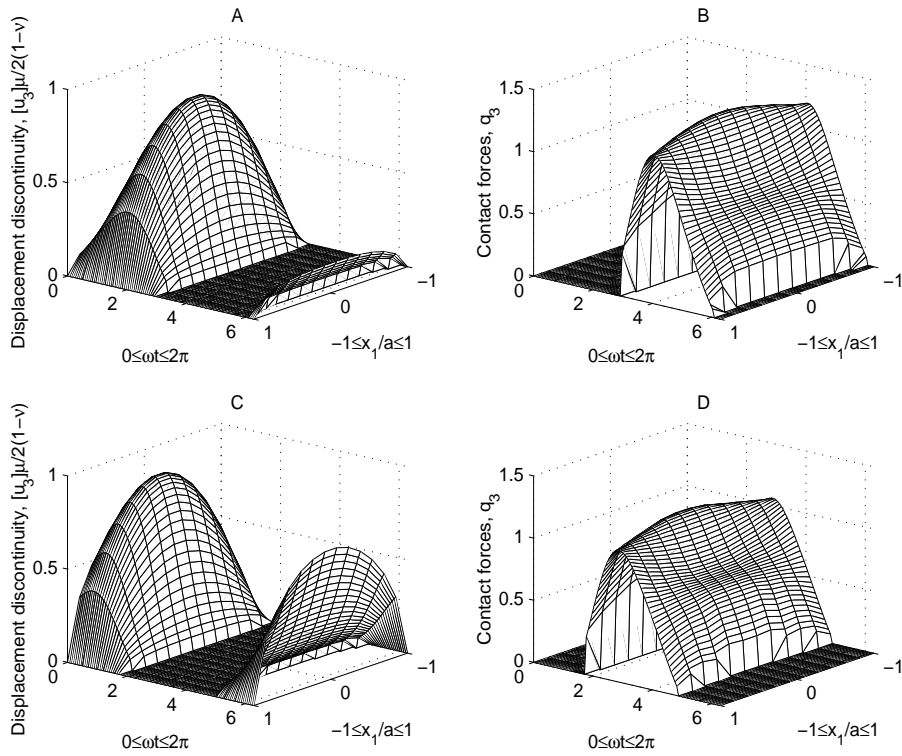 A
Displacement discontinuity, [u₃]μ/2(1−ν)
1
0.5
0
0
2
4
6
0≤ωt≤2π
1
0
−1
−1≤x₁/a≤1
B
Contact forces, q₃
1.5
1
0.5
0
0
2
4
6
0≤ωt≤2π
1
0
−1
−1≤x₁/a≤1
C
Displacement discontinuity, [u₃]μ/2(1−ν)
1
0.5
0
0
2
4
6
0≤ωt≤2π
1
0
−1
−1≤x₁/a≤1
D
Contact forces, q₃
1.5
1
0.5
0
0
2
4
6
0≤ωt≤2π
1
0
−1
−1≤x₁/a≤1